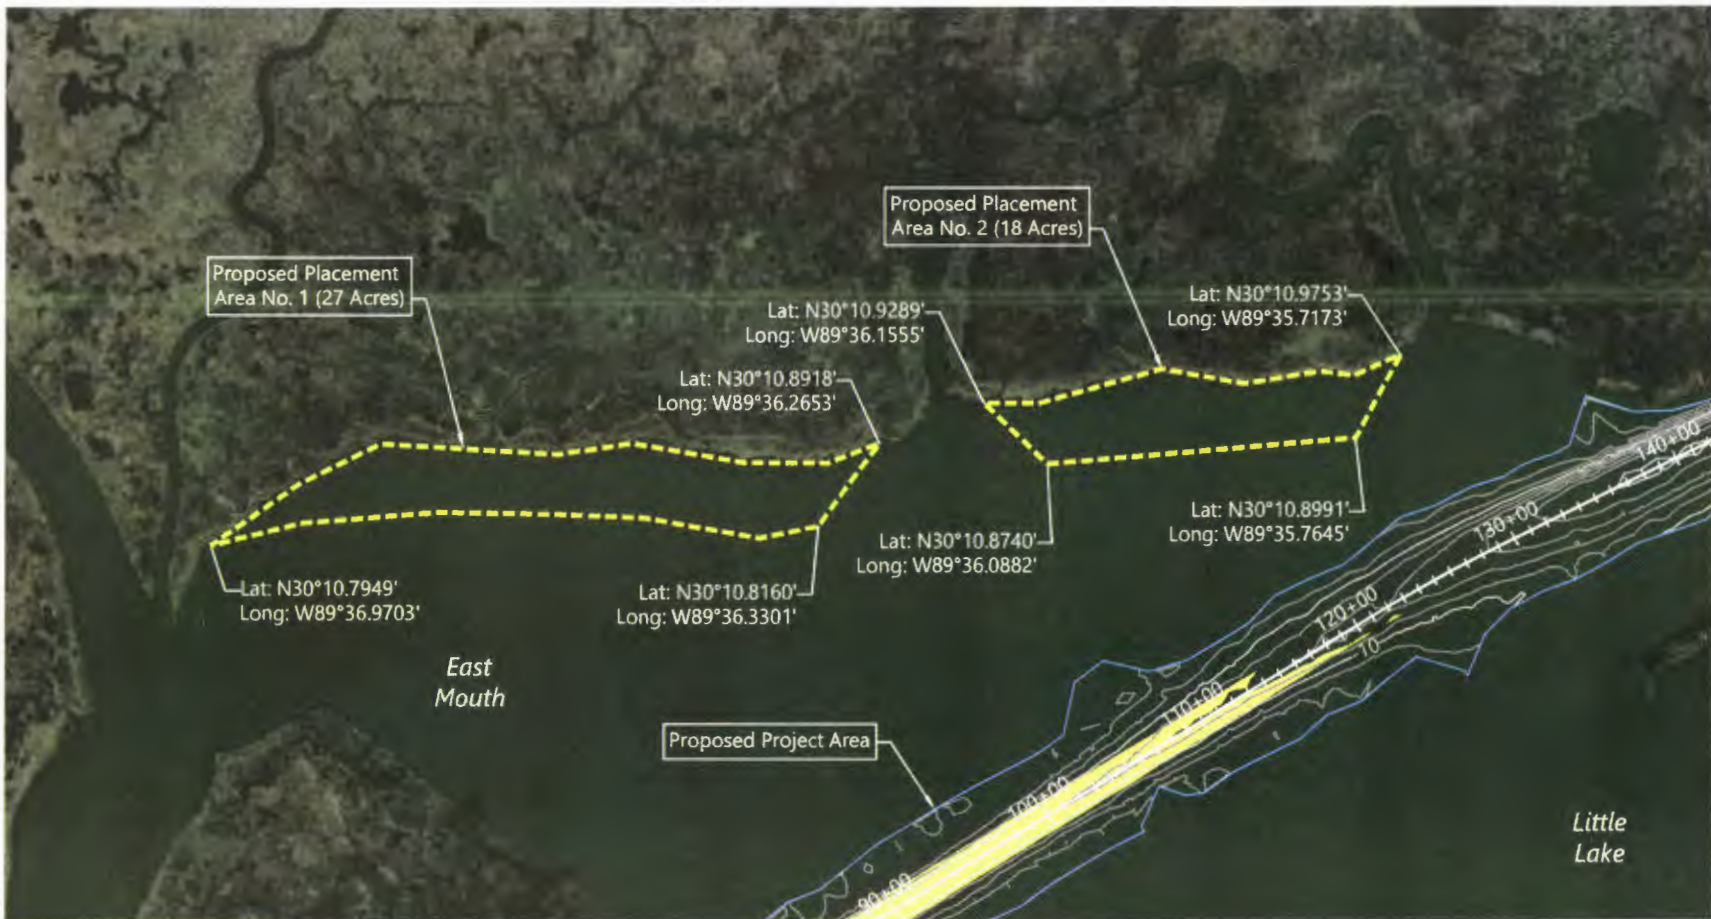 Proposed Placement
Area No. 2 (18 Acres)
Proposed Placement
Area No. 1 (27 Acres)
Lat: N30°10.9289'
Long: W89°36.1555'
Lat: N30°10.9753'
Long: W89°35.7173'
Lat: N30°10.8918'
Long: W89°36.2653'
Lat: N30°10.7949'
Long: W89°36.9703'
Lat: N30°10.8160'
Long: W89°36.3301'
Lat: N30°10.8740'
Long: W89°36.0882'
Lat: N30°10.8991'
Long: W89°35.7645'
140+00
130+00
120+00
10
110+00
100+00
90+00
East
Mouth
Proposed Project Area
Little
Lake